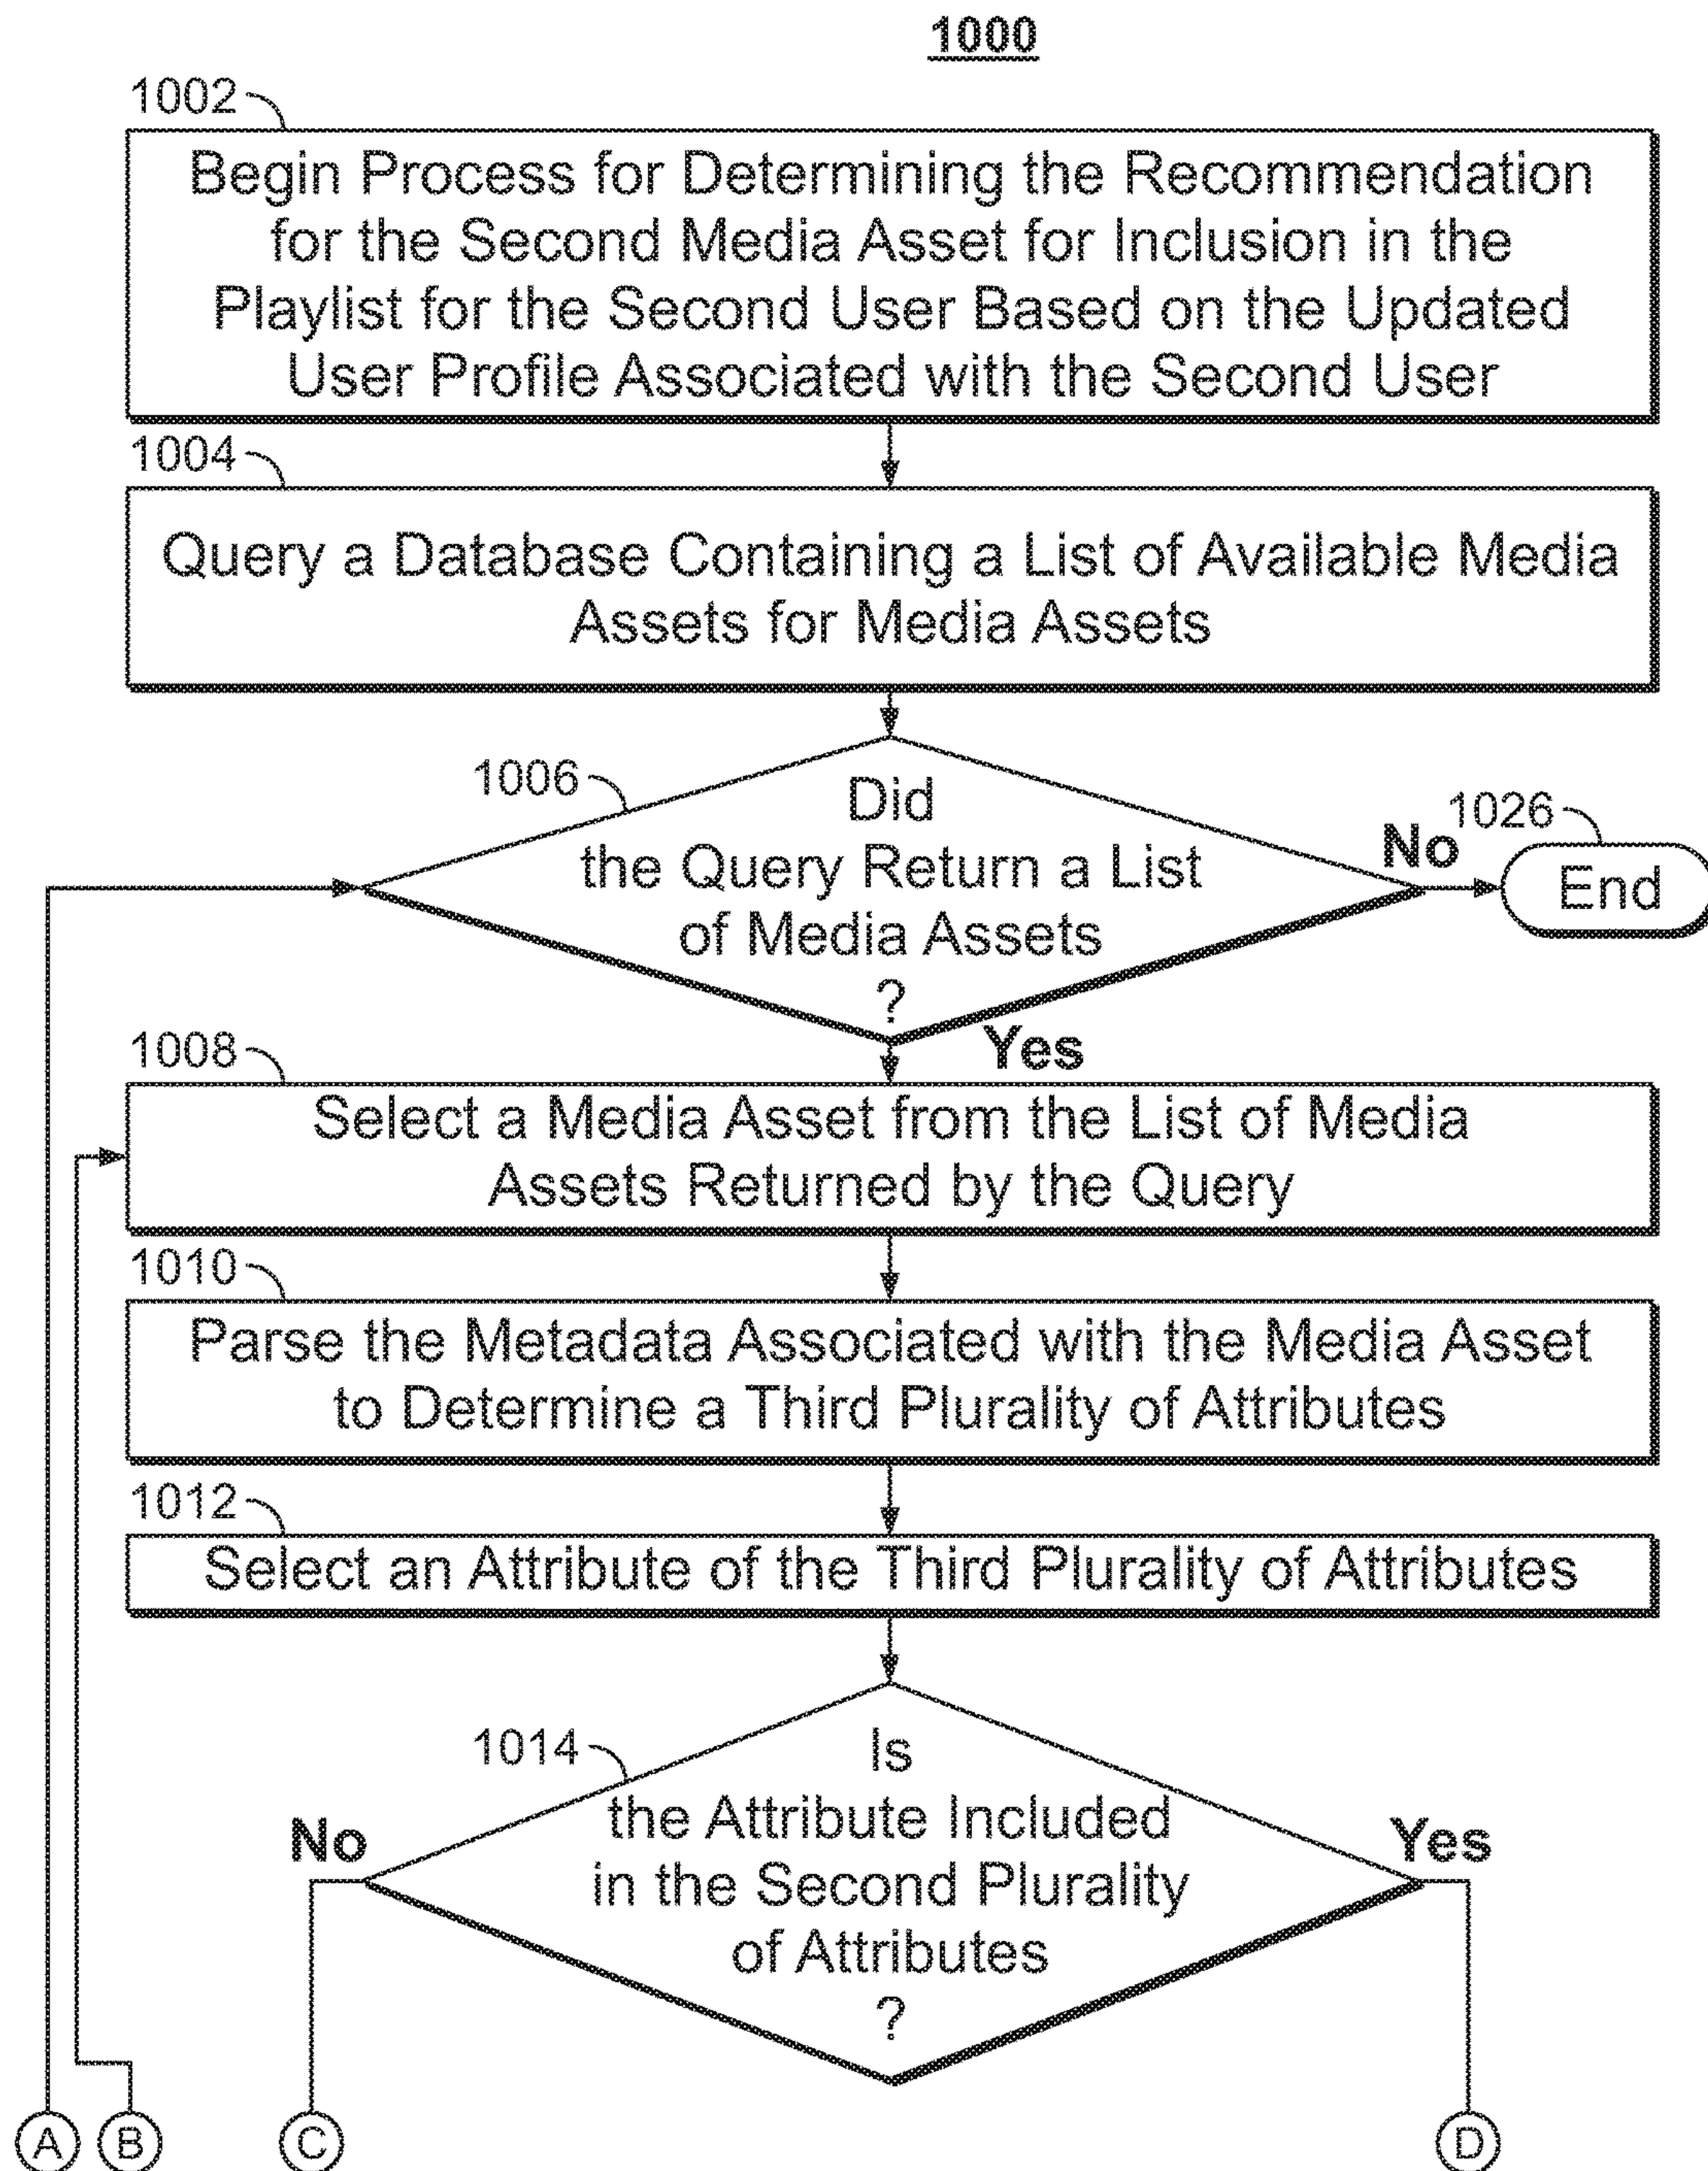 1000
1002
Begin Process for Determining the Recommendation
for the Second Media Asset for Inclusion in the
Playlist for the Second User Based on the Updated
User Profile Associated with the Second User
1004
Query a Database Containing a List of Available Media
Assets for Media Assets
1006
Did
the Query Return a List
of Media Assets
?
No
1026
End
Yes
1008
Select a Media Asset from the List of Media
Assets Returned by the Query
1010
Parse the Metadata Associated with the Media Asset
to Determine a Third Plurality of Attributes
1012
Select an Attribute of the Third Plurality of Attributes
1014
Is
the Attribute Included
in the Second Plurality
of Attributes
?
No
Yes
A
B
C
D